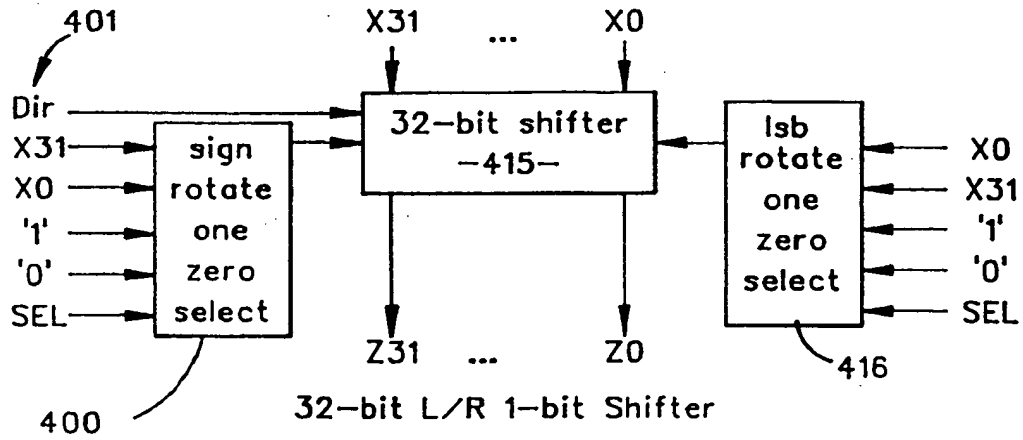 401
X31 ... X0
Dir
32-bit shifter
-415-
X31
X0
'1'
'0'
SEL
sign
rotate
one
zero
select
lsb
rotate
one
zero
select
X0
X31
'1'
'0'
SEL
Z31 ... Z0
400
416
32-bit L/R 1-bit Shifter